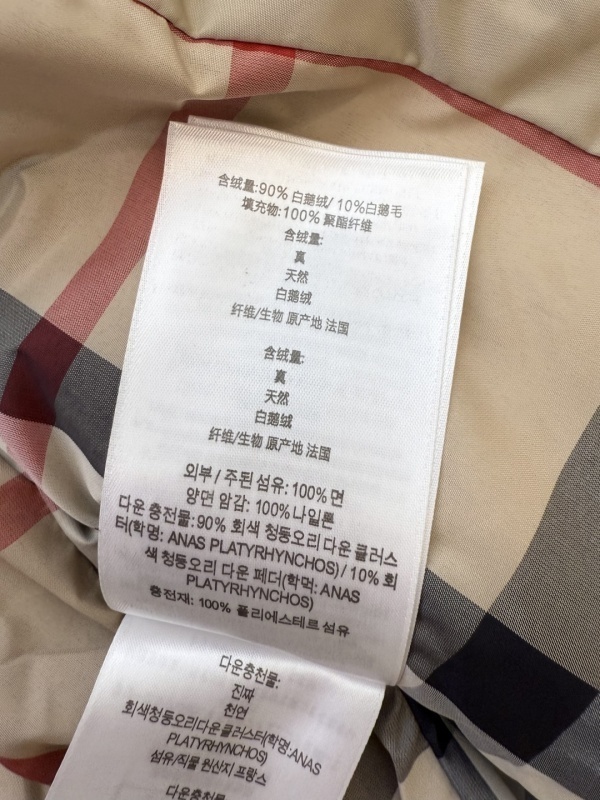 含绒量:90% 白鹅绒/ 10%白鹅毛
填充物:100% 聚酯纤维
含绒量:
真
天然
白鹅绒
纤维/生物 原产地 法国
含绒量:
真
天然
白鹅绒
纤维/生物 原产地 法国
외부 / 주된 섬유: 100% 면
양면 암감: 100%나일론
다운 충전물: 90% 회색 청둥오리 다운 클러스
터(학명: ANAS PLATYRHYNCHOS) / 10% 회
색 청둥오리 다운 페더(학먹: ANAS
PLATYRHYNCHOS)
충전재: 100% 폴리에스테르 섬유
다운충천물:
진짜
천연
회색청둥오리다운클러스터(학명:ANAS
PLATYRHYNCHOS)
섬유/직물 원산지 프랑스
다운충천물: